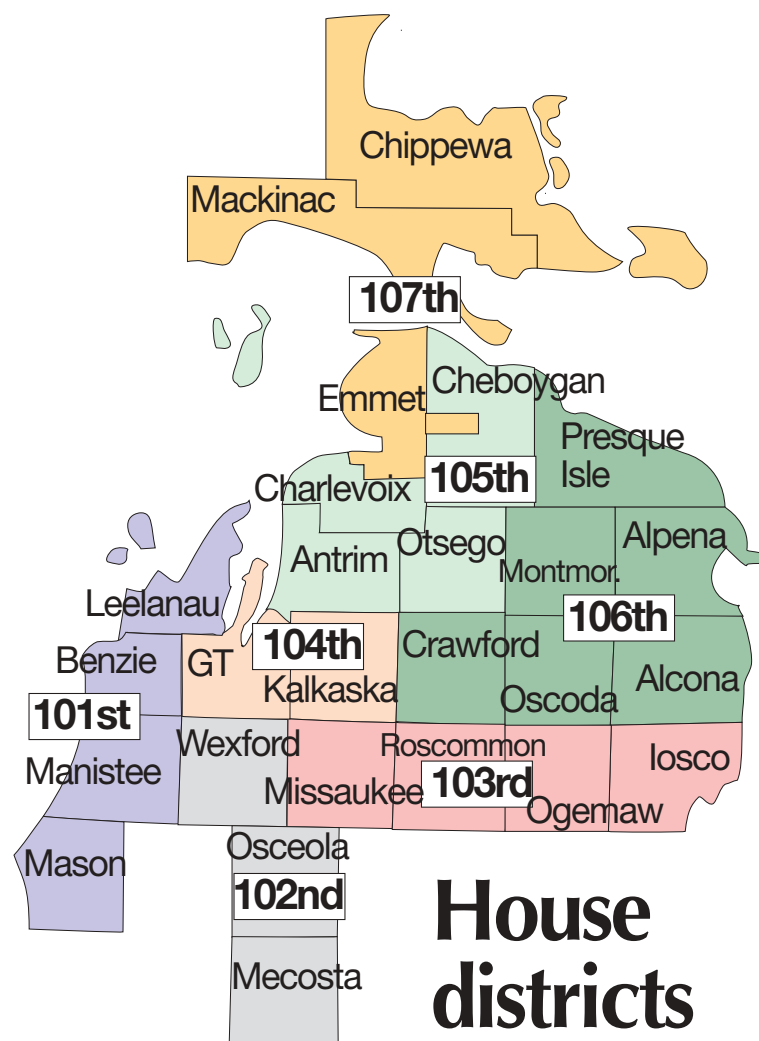 Chippewa
Mackinac
107th
Cheboygan
Emmet
Presque
Isle
105th
Charlevoix
Alpena
Otsego
Antrim
Montmor.
Leelanau
106th
104th
Crawford
Benzie
GT
Alcona
Kalkaska
Oscoda
101st
Wexford
Roscommon
Iosco
Manistee
103rd
Missaukee
Ogemaw
Osceola
Mason
102nd
House
districts
Mecosta